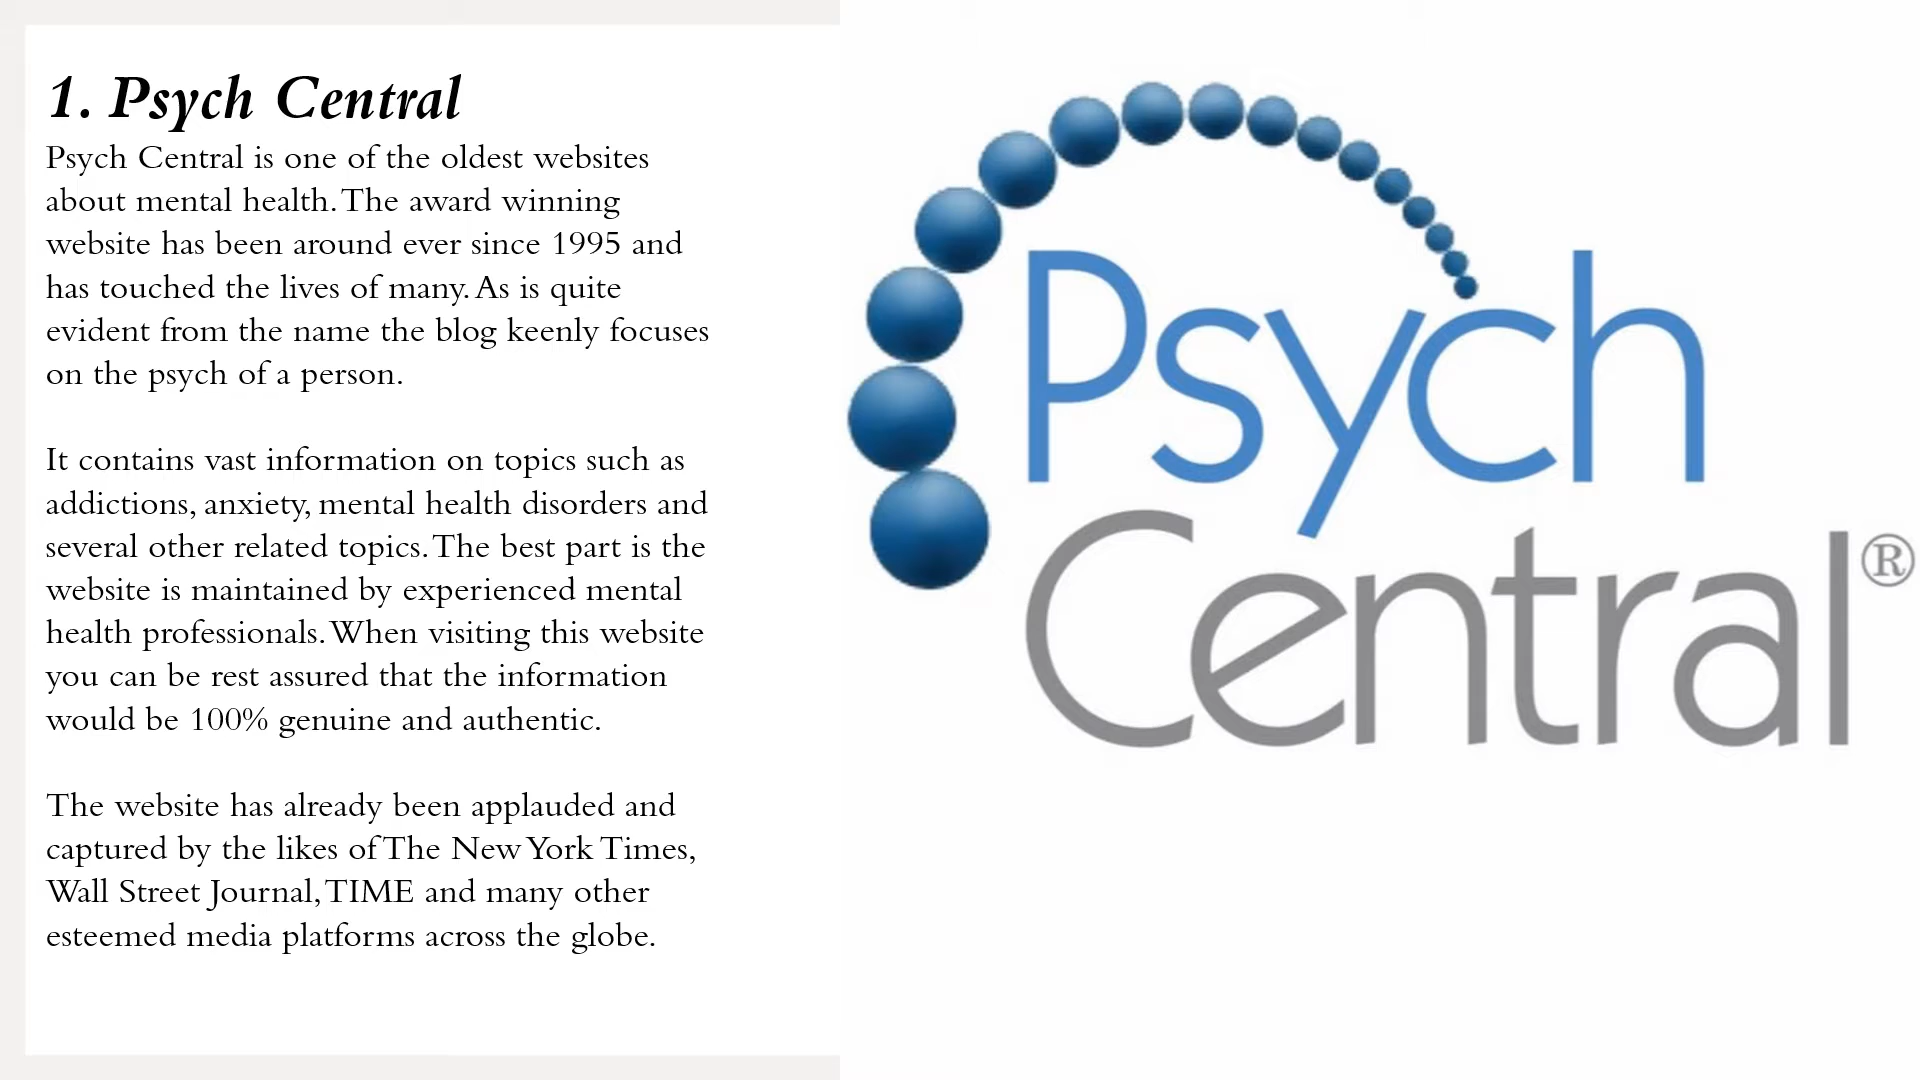 1. Psych Central
Psych Central is one of the oldest websites
about mental health. The award winning
website has been around ever since 1995 and
has touched the lives of many. As is quite
evident from the name the blog keenly focuses
on the psych of a person.
It contains vast information on topics such as
addictions, anxiety, mental health disorders and
several other related topics. The best part is the
website is maintained by experienced mental
health professionals. When visiting this website
you can be rest assured that the information
would be 100% genuine and authentic.
The website has already been applauded and
captured by the likes of The New York Times,
Wall Street Journal, TIME and many other
esteemed media platforms across the globe.
Psych
Central®